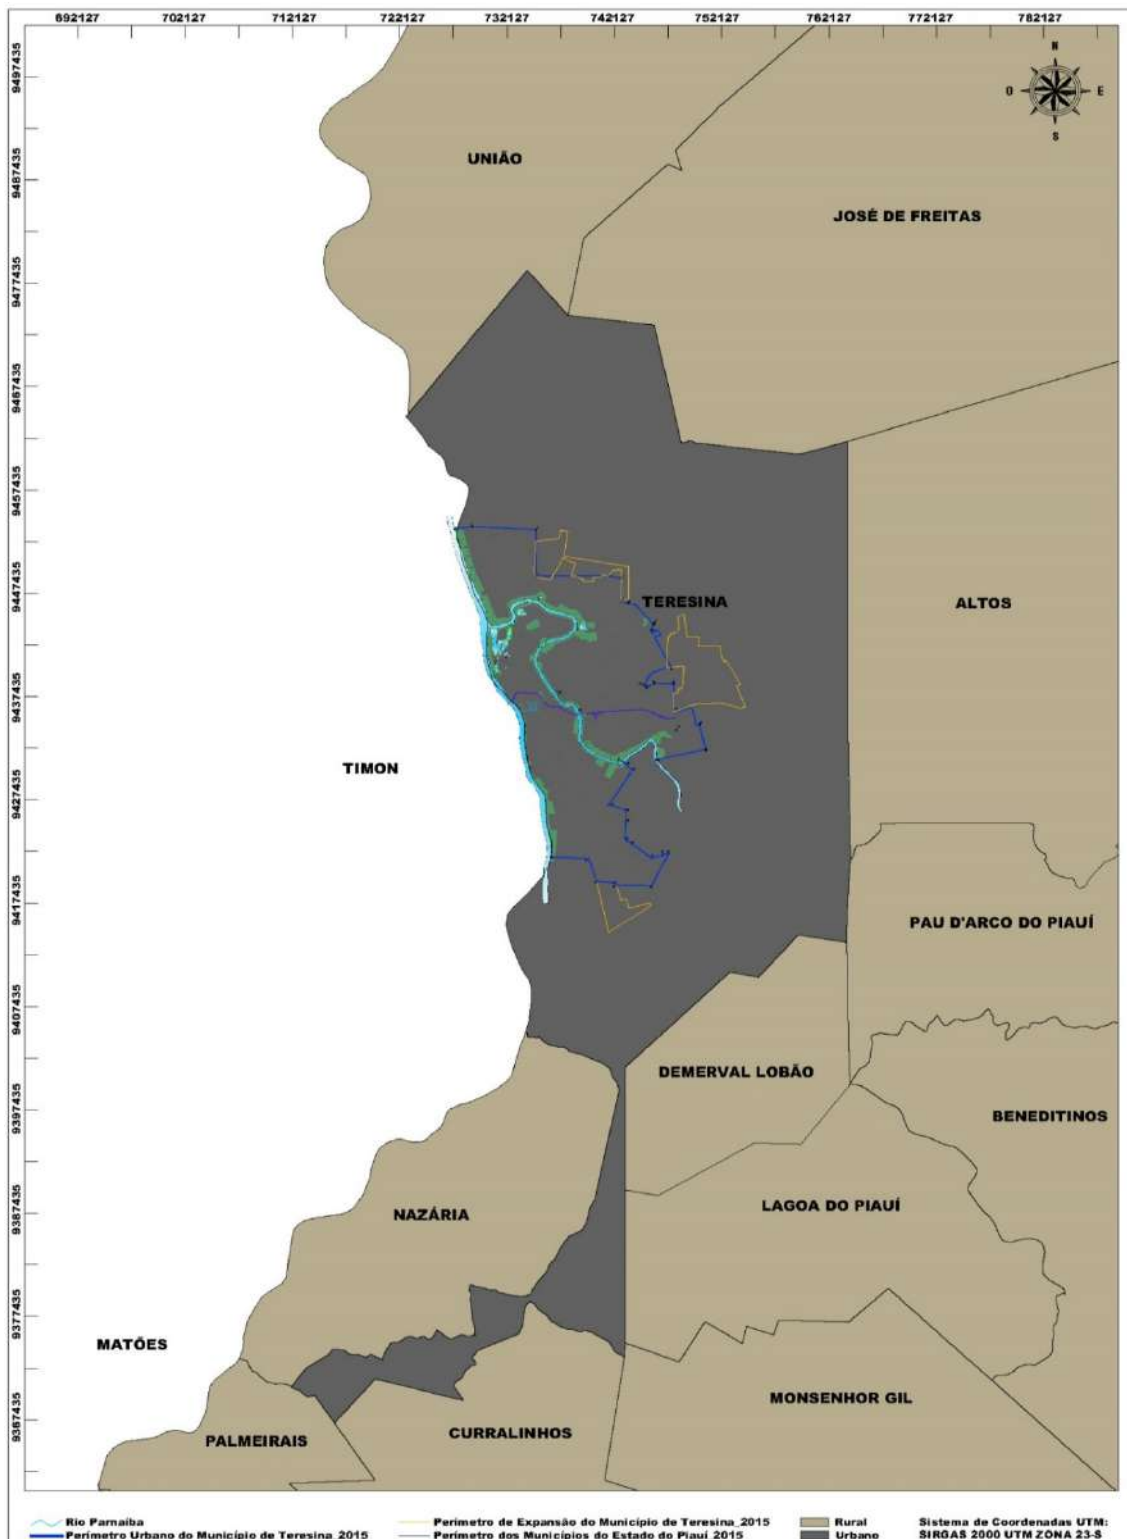 692127 702127 712127 722127 732127 742127 752127 762127 772127 782127
N
O E
S
9497435
9487435
9477435
9467435
9457435
9447435
9437435
9427435
9417435
9407435
9397435
9387435
9377435
9367435
UNIÃO
JOSÉ DE FREITAS
TERESINA
ALTOS
TIMON
PAU D'ARCO DO PIAUÍ
DEMERVAL LOBÃO
BENEDITINOS
LAGOA DO PIAUÍ
NAZÁRIA
MATÕES
MONSENHOR GIL
CURRALINHOS
PALMEIRAIS
Rio Parnaíba
Perímetro de Expansão do Município de Teresina_2015
Rural
Sistema de Coordenadas UTM:
Perímetro Urbano do Município de Teresina_2015
Perímetro dos Municípios do Estado do Piauí_2015
Urbano
SIRGAS 2000 UTM ZONA 23-S